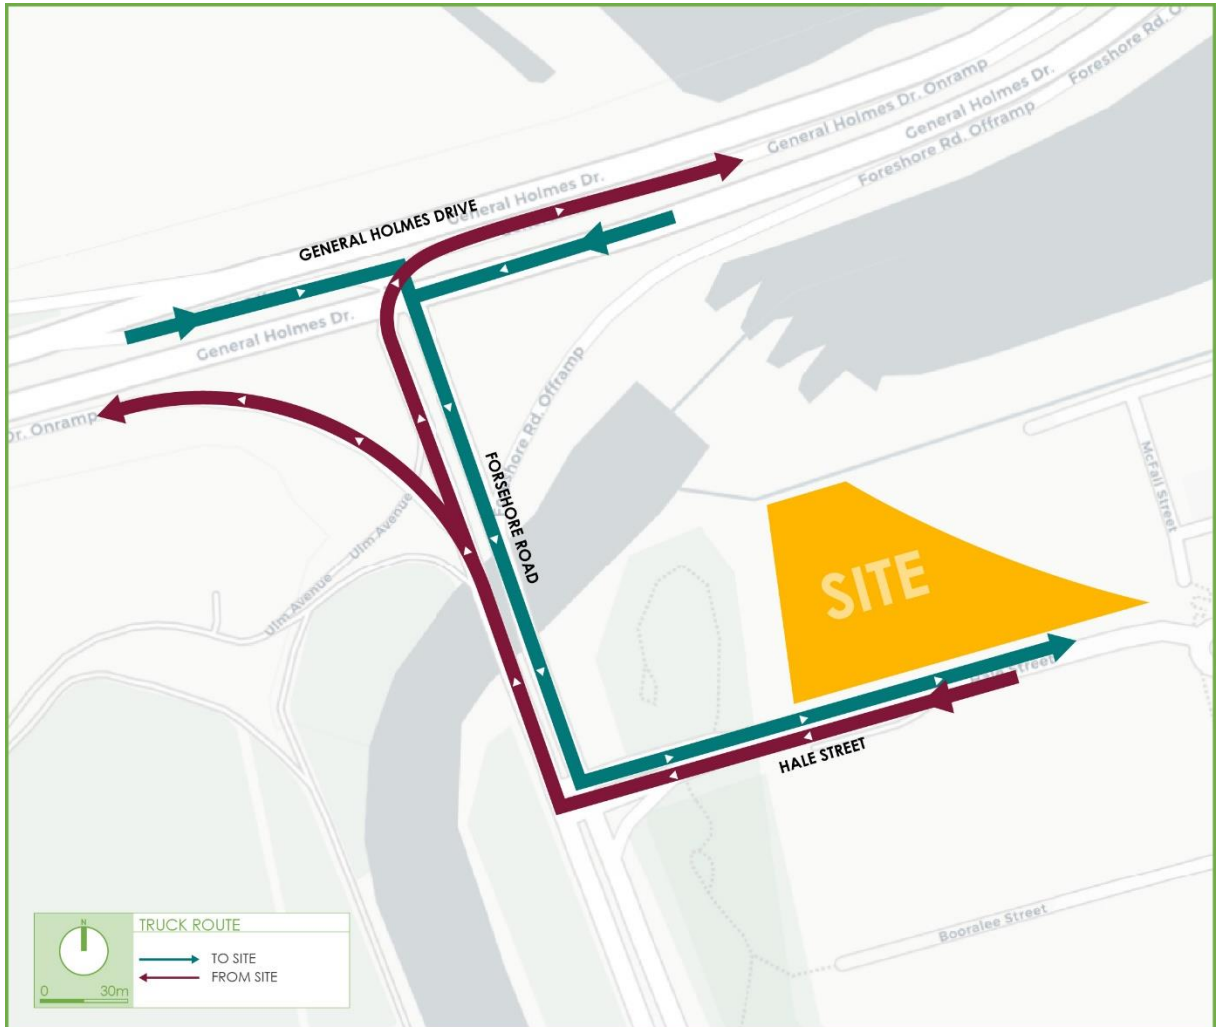 General Holmes Dr. Onramp
General Holmes Dr.
Foreshore Rd. O
Foreshore Rd. Offramp
General Holmes Dr.
GENERAL HOLMES DRIVE
General Holmes Dr.
Dr. Onramp
Foreshore Rd. Offramp
FORSEHORE ROAD
Ulm Avenue
Ulm Avenue
McFall Street
SITE
Street
HALE STREET
Booralee Street
N
TRUCK ROUTE
TO SITE
FROM SITE
0 30m